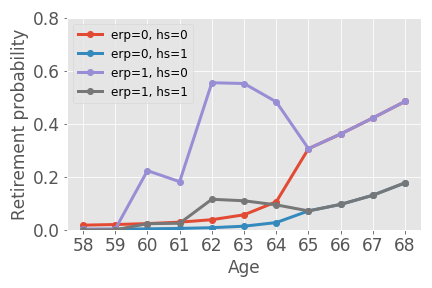 0.8
0.6
0.4
0.2
0.0
Retirement probability
erp=0, hs=0
erp=0, hs=1
erp=1, hs=0
erp=1, hs=1
58 59 60 61 62 63 64 65 66 67 68
Age